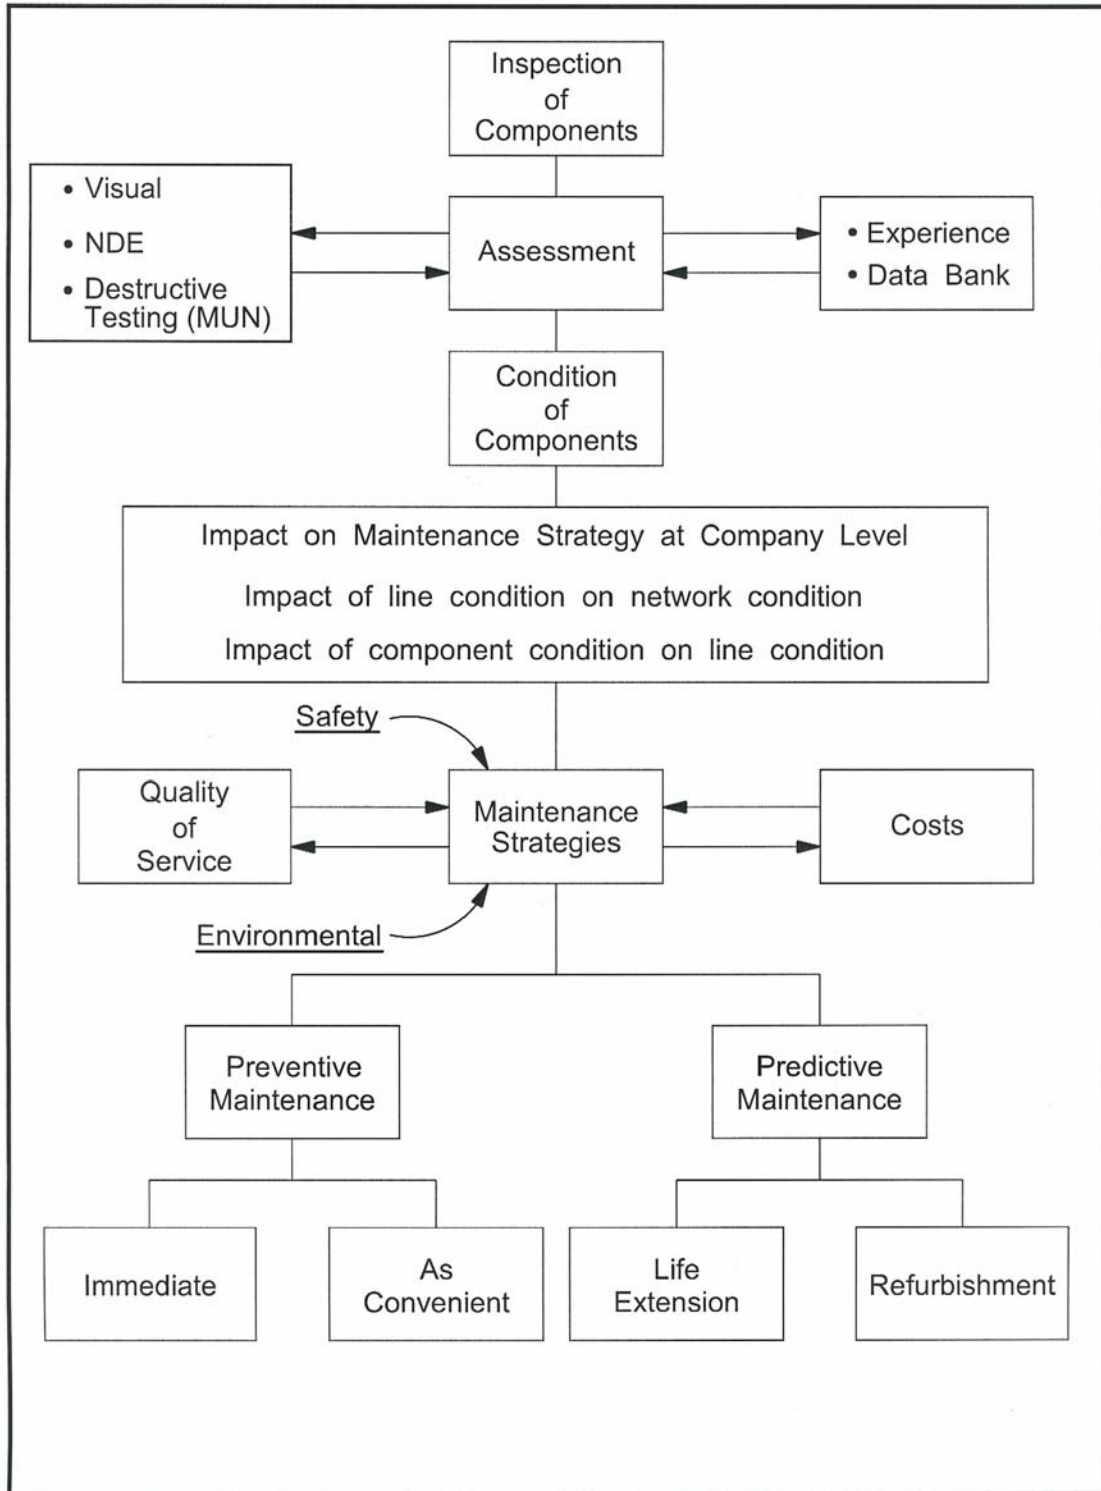 Inspection
of
Components
• Visual
• NDE
• Destructive
Testing (MUN)
Assessment
• Experience
• Data Bank
Condition
of
Components
Impact on Maintenance Strategy at Company Level
Impact of line condition on network condition
Impact of component condition on line condition
Safety
Quality
of
Service
Maintenance
Strategies
Costs
Environmental
Preventive
Maintenance
Predictive
Maintenance
Immediate
As
Convenient
Life
Extension
Refurbishment